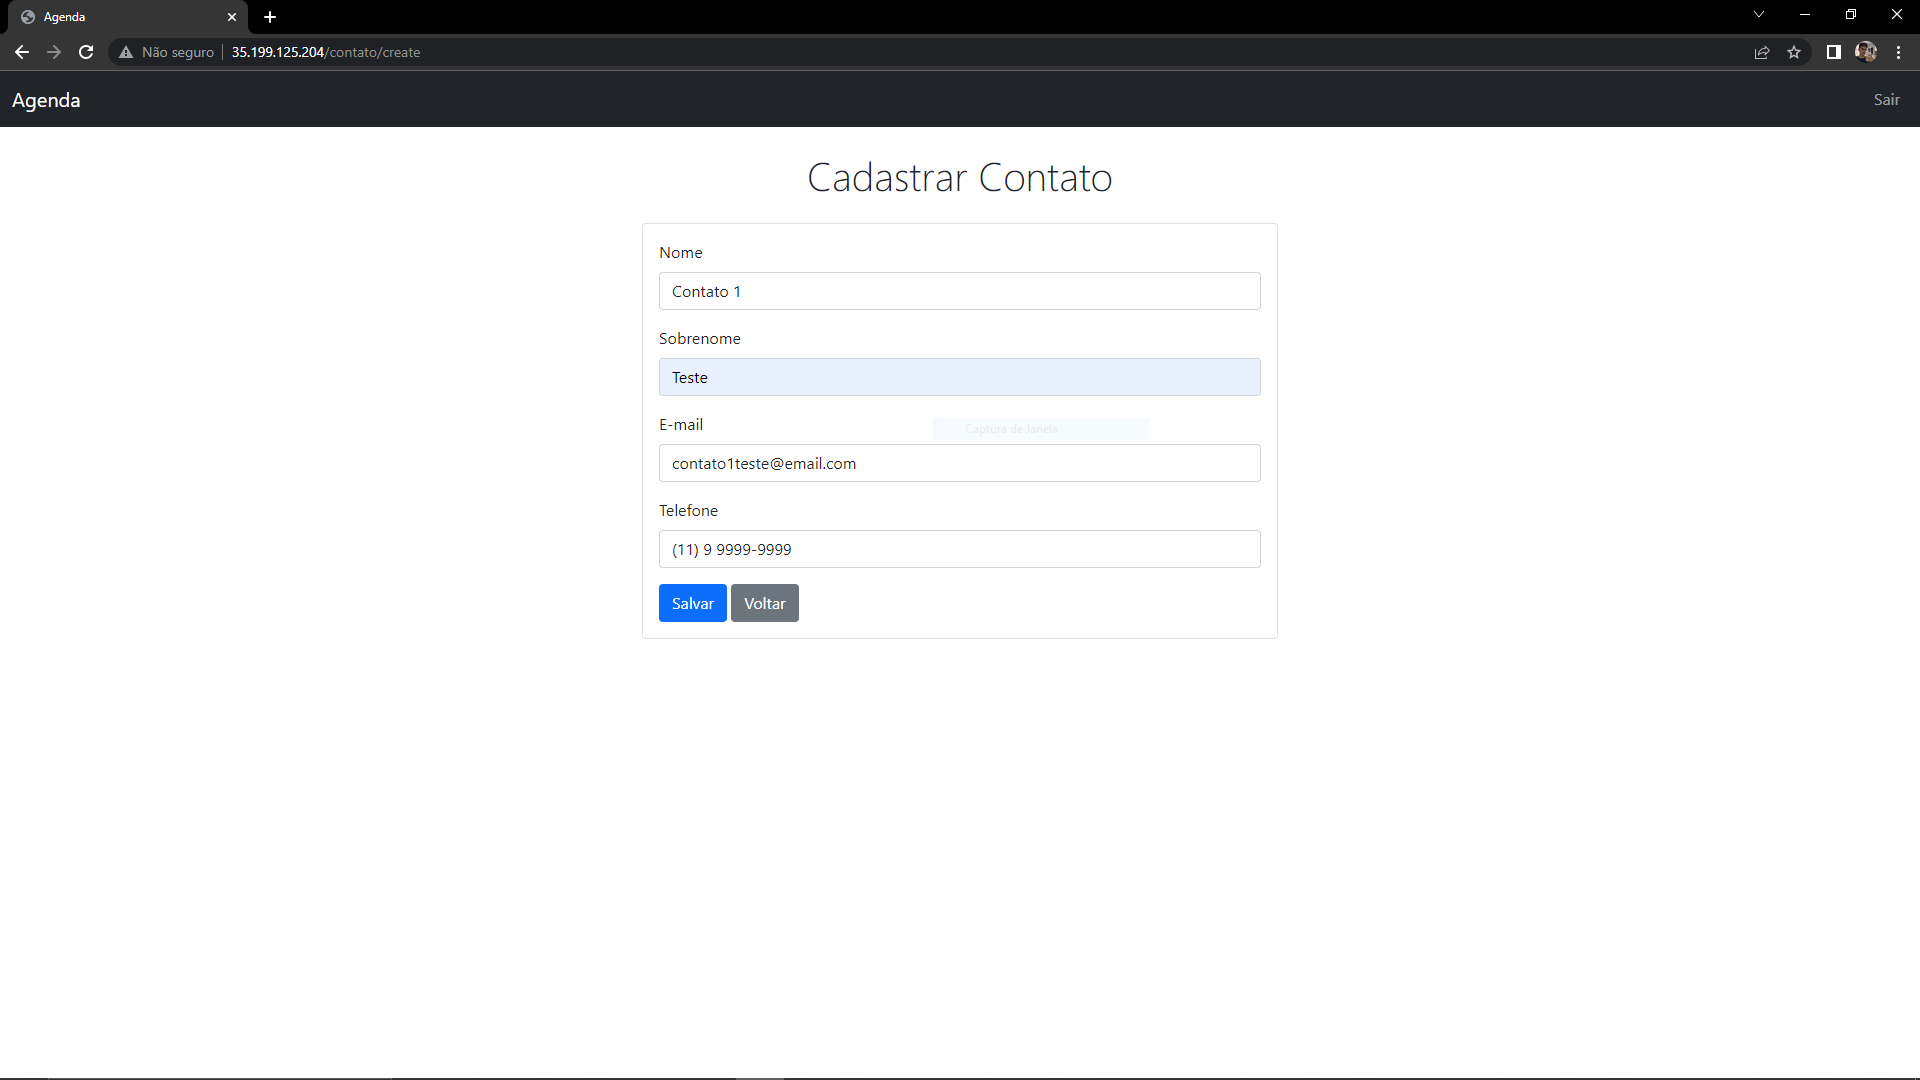 Agenda
Não seguro
35.199.125.204/contato/create
Agenda
Sair
Cadastrar Contato
Nome
Contato 1
Sobrenome
Teste
E-mail
Captura de Janela
contato1teste@email.com
Telefone
(11) 9 9999-9999
Salvar
Voltar